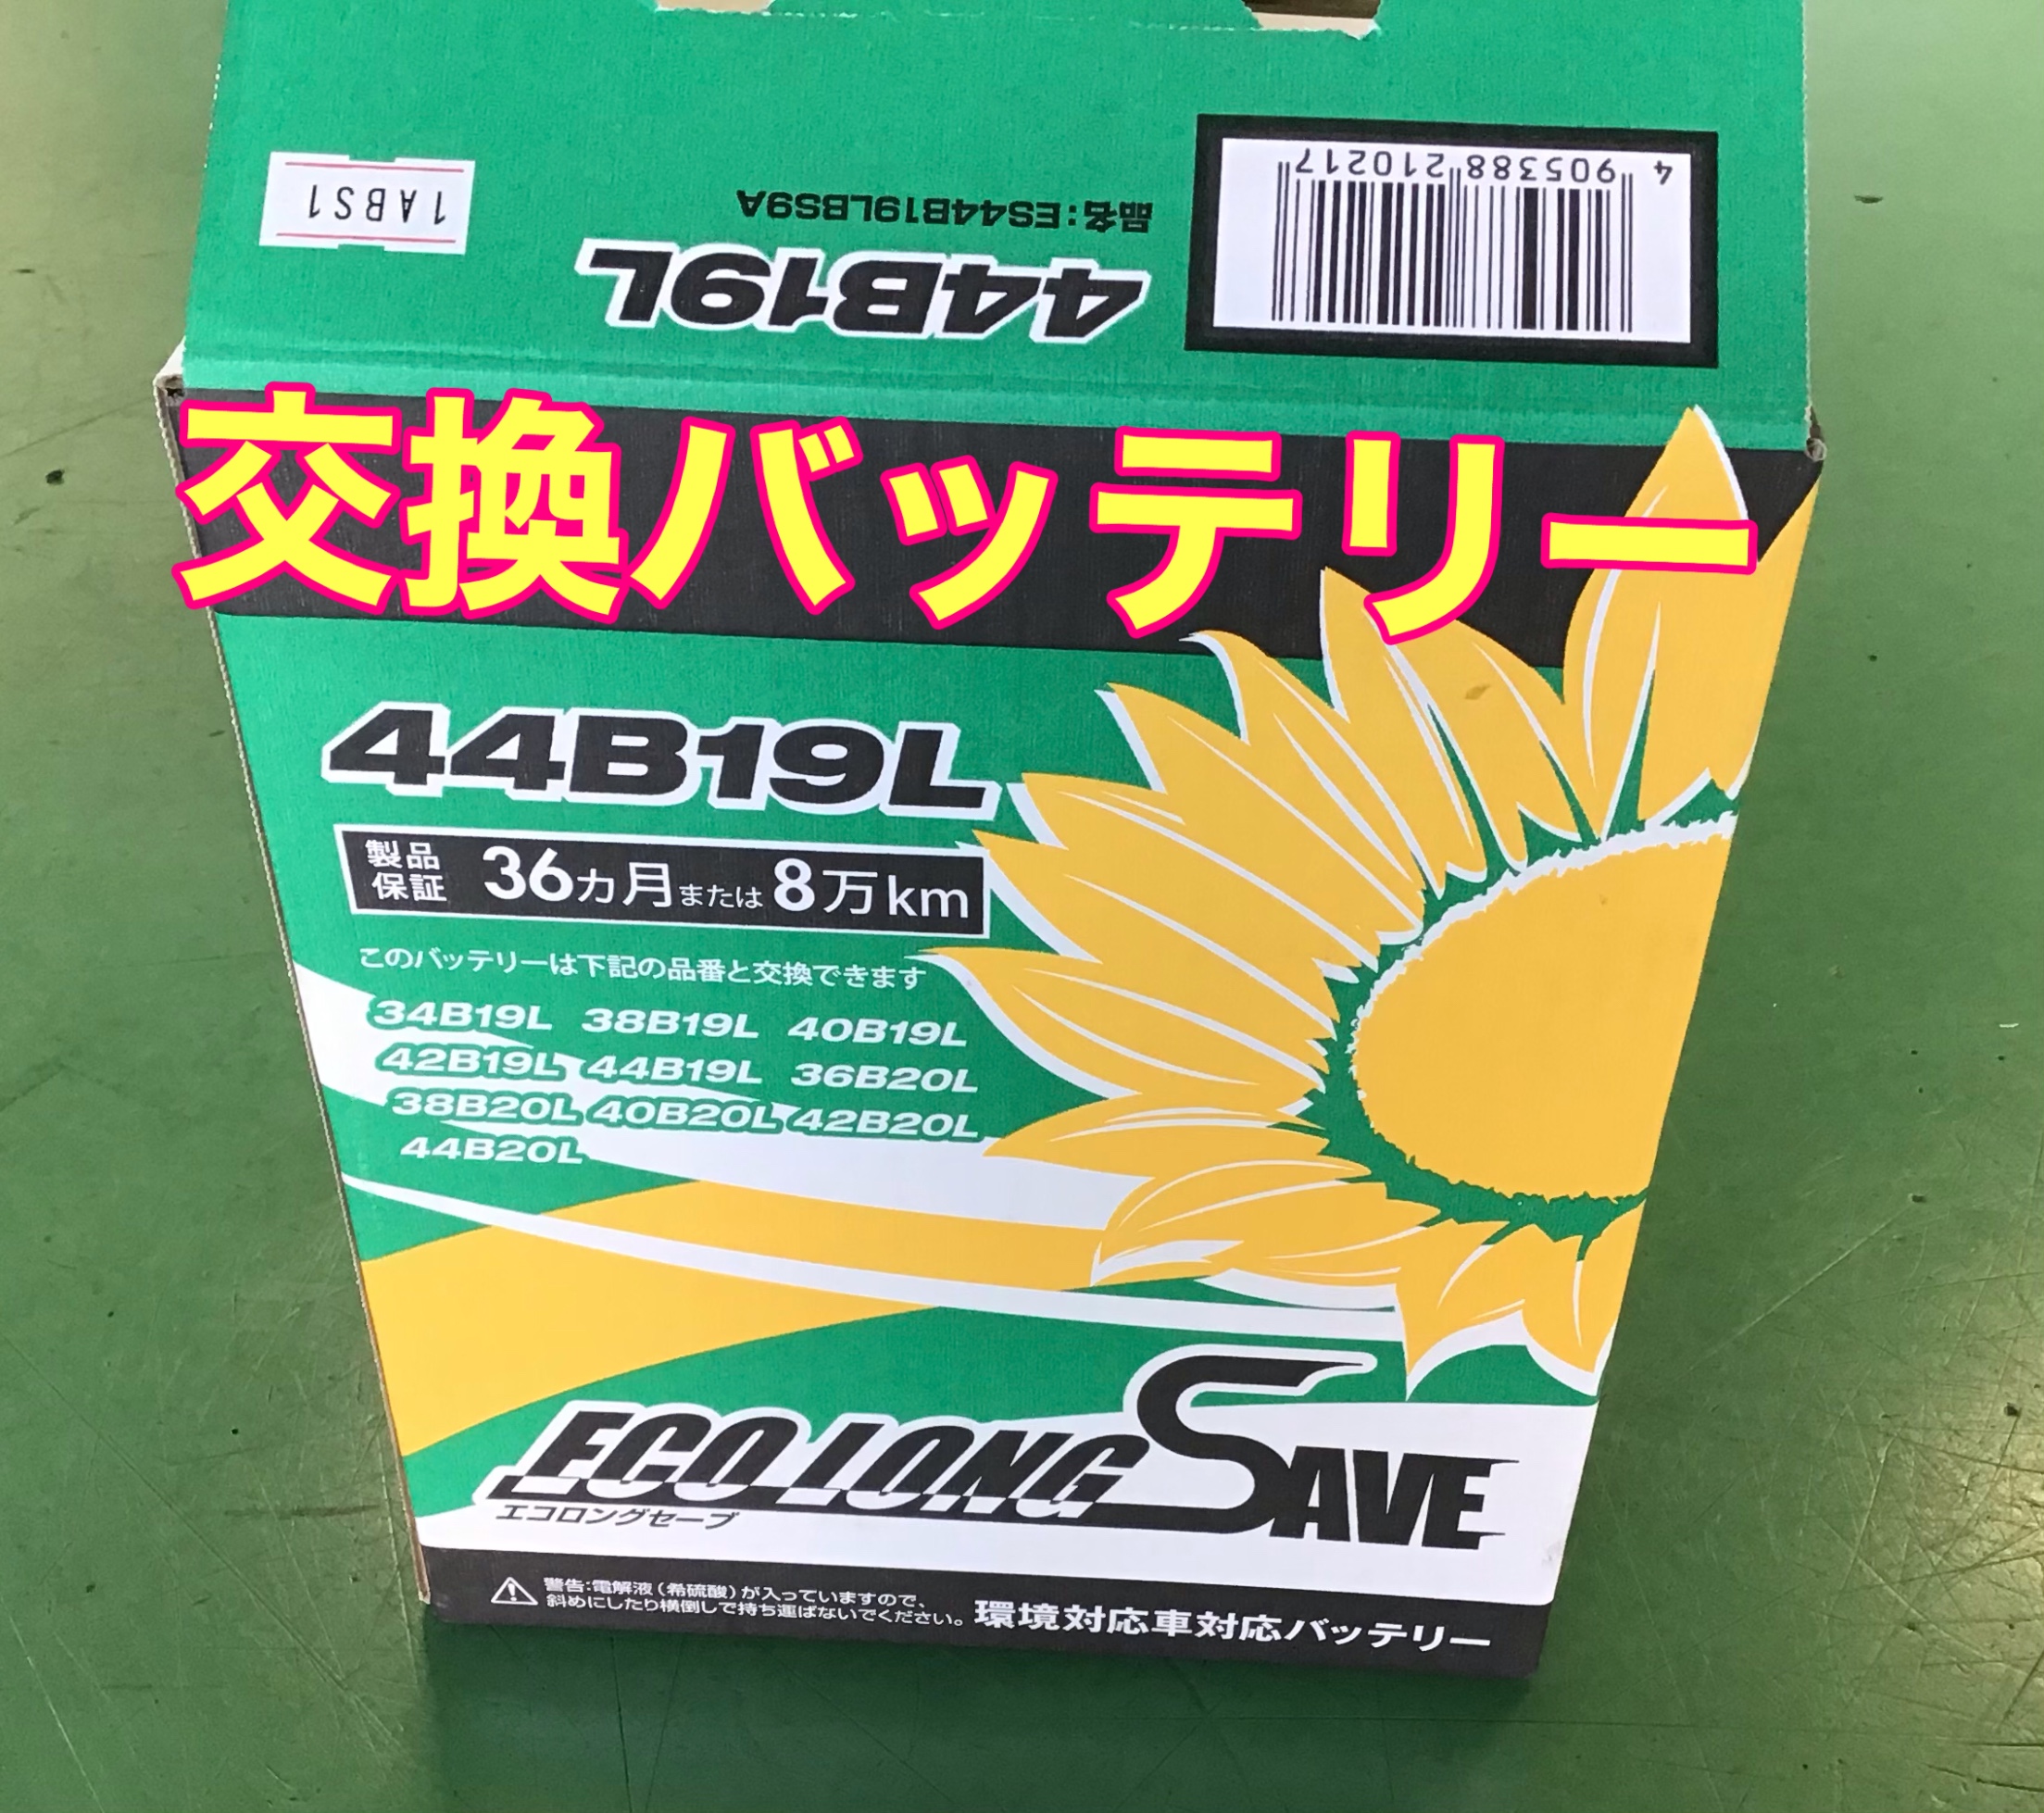 4 905388 210217
1ABS1
品名:ES44B19LBS9A
44B19L
交換バッテリー
44B19L
製品保証 36カ月または8万km
このバッテリーは下記の品番と交換できます
34B19L 38B19L 40B19L
42B19L 44B19L 36B20L
38B20L 40B20L 42B20L
44B20L
ECO LONG SAVE
エコロングセーブ
警告:電解液(希硫酸)が入っていますので、
斜めにしたり横倒しで持ち運ばないでください。
環境対応車対応バッテリー